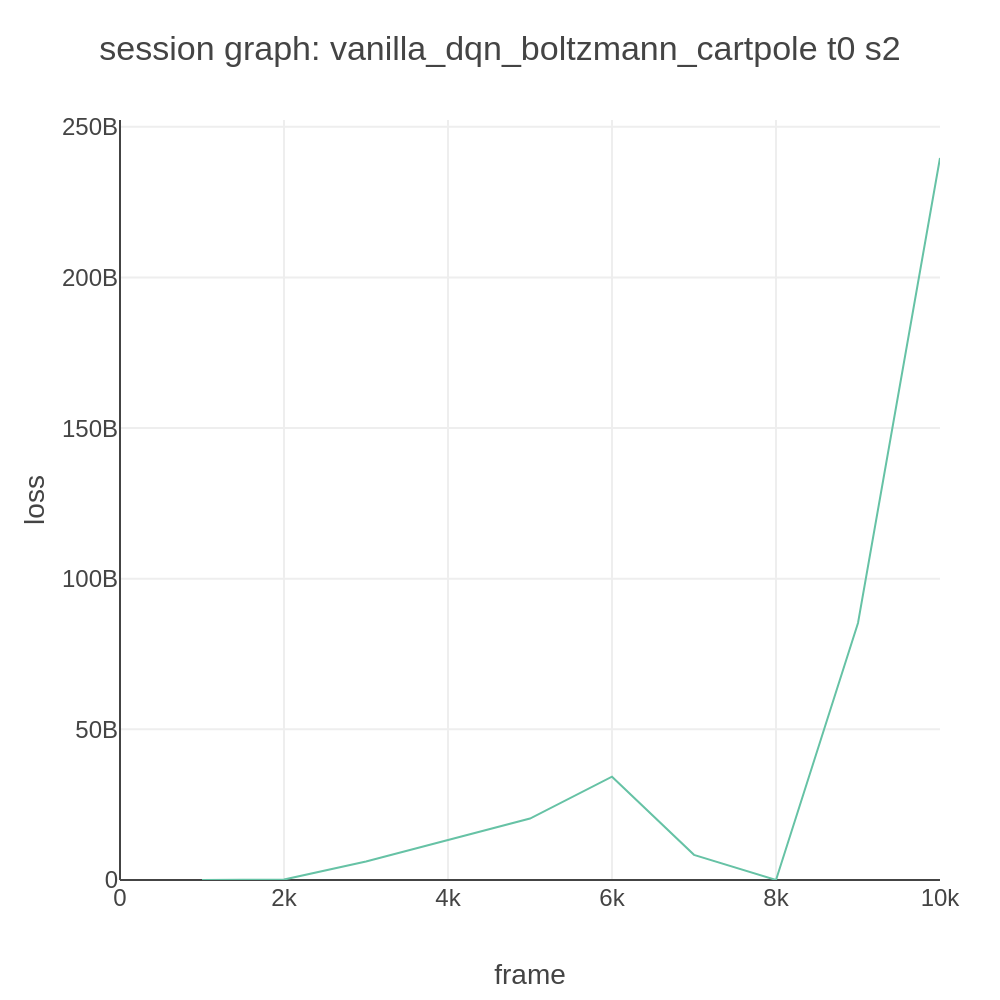 session graph: vanilla_dqn_boltzmann_cartpole t0 s2
250B
200B
150B
100B
50B
0
loss
0 2k 4k 6k 8k 10k
frame